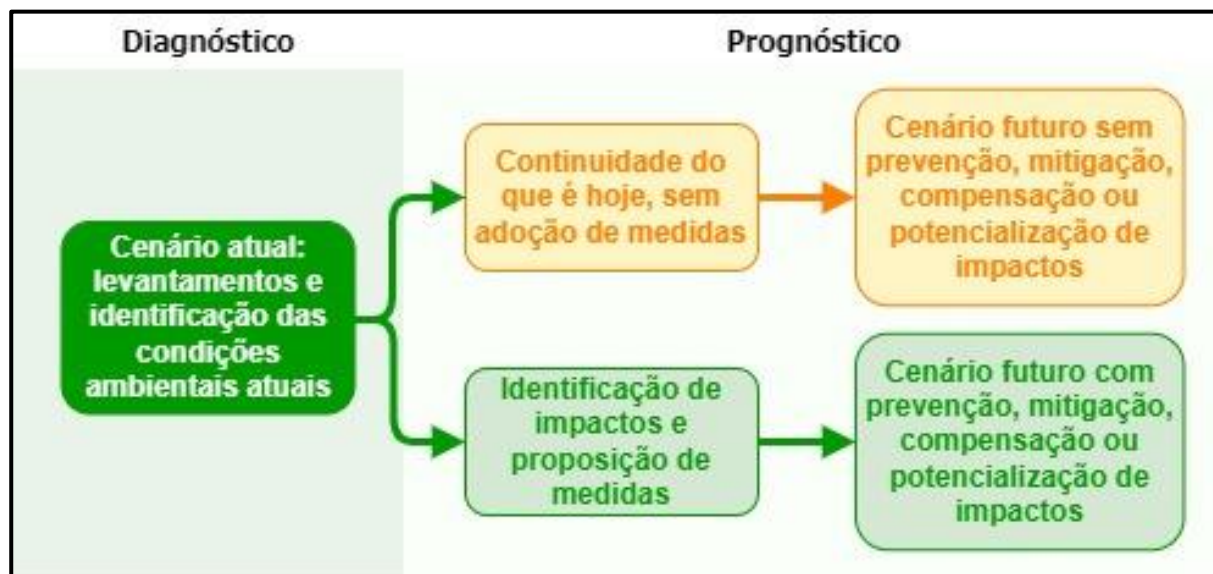 Diagnóstico
Prognóstico
Cenário atual:
levantamentos e
identificação das
condições
ambientais atuais
Continuidade do
que é hoje, sem
adoção de medidas
Cenário futuro sem
prevenção, mitigação,
compensação ou
potencialização de
impactos
Identificação de
impactos e
proposição de
medidas
Cenário futuro com
prevenção, mitigação,
compensação ou
potencialização de
impactos